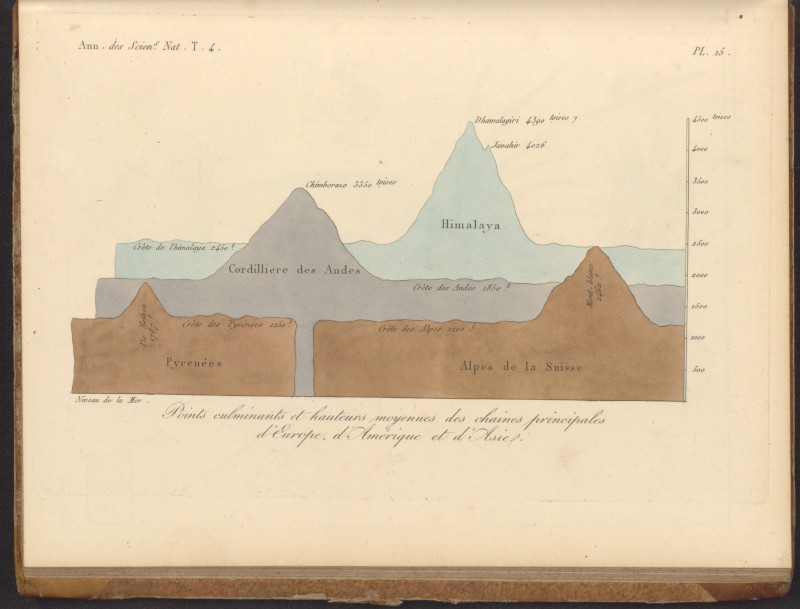 Ann. des Scien.s Nat. T. 4.
PL. 15.
Dhawalagiri 4390 toises ?
Javahir 4026
Chimborazo 3350 toises
Himalaya
Crête de l'himalaya 2450 t.
Cordilliere des Andes
Crête des Andes 1850 t.
Mont-blanc
2462 t.
Pic Nethou
1787 t.
Crête des Pyrenées 1250 t.
Crête des Alpes 1200 t.
Pyrenées
Alpes de la Suisse
4500 toises
4000
3500
3000
2500
2000
1500
1000
500
Niveau de la Mer.
Points culminants et hauteurs moyennes des chaines principales
d'Europe, d'Amérique et d'Asie.